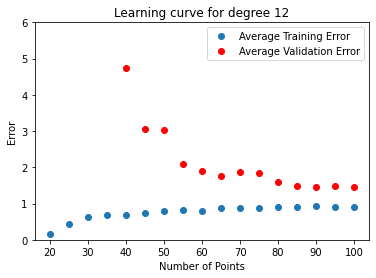 Learning curve for degree 12
Average Training Error
Average Validation Error
Error
6
5
4
3
2
1
0
20 30 40 50 60 70 80 90 100
Number of Points